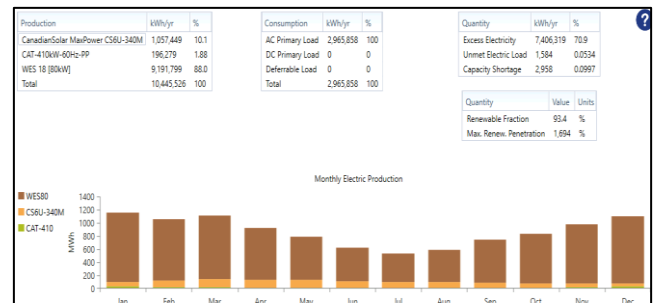 Production kWh/yr %
CanadianSolar MaxPower CS6U-340M 1,057,449 10.1
CAT-410kW-60Hz-PP 196,279 1.88
WES 18 [80kW] 9,191,799 88.0
Total 10,445,526 100
Consumption kWh/yr %
AC Primary Load 2,965,858 100
DC Primary Load 0 0
Deferrable Load 0 0
Total 2,965,858 100
Quantity kWh/yr %
Excess Electricity 7,406,319 70.9
Unmet Electric Load 1,584 0.0534
Capacity Shortage 2,958 0.0997
?
Quantity Value Units
Renewable Fraction 93.4 %
Max. Renew. Penetration 1,694 %
Monthly Electric Production
WES80
CS6U-340M
CAT-410
MWh
1400
1200
1000
800
600
400
200
0
Jan Feb Mar Apr May Jun Jul Aug Sep Oct Nov Dec